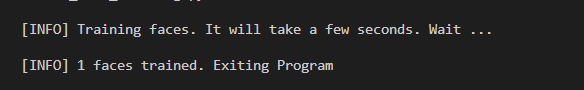 [INFO] Training faces. It will take a few seconds. Wait ...
[INFO] 1 faces trained. Exiting Program